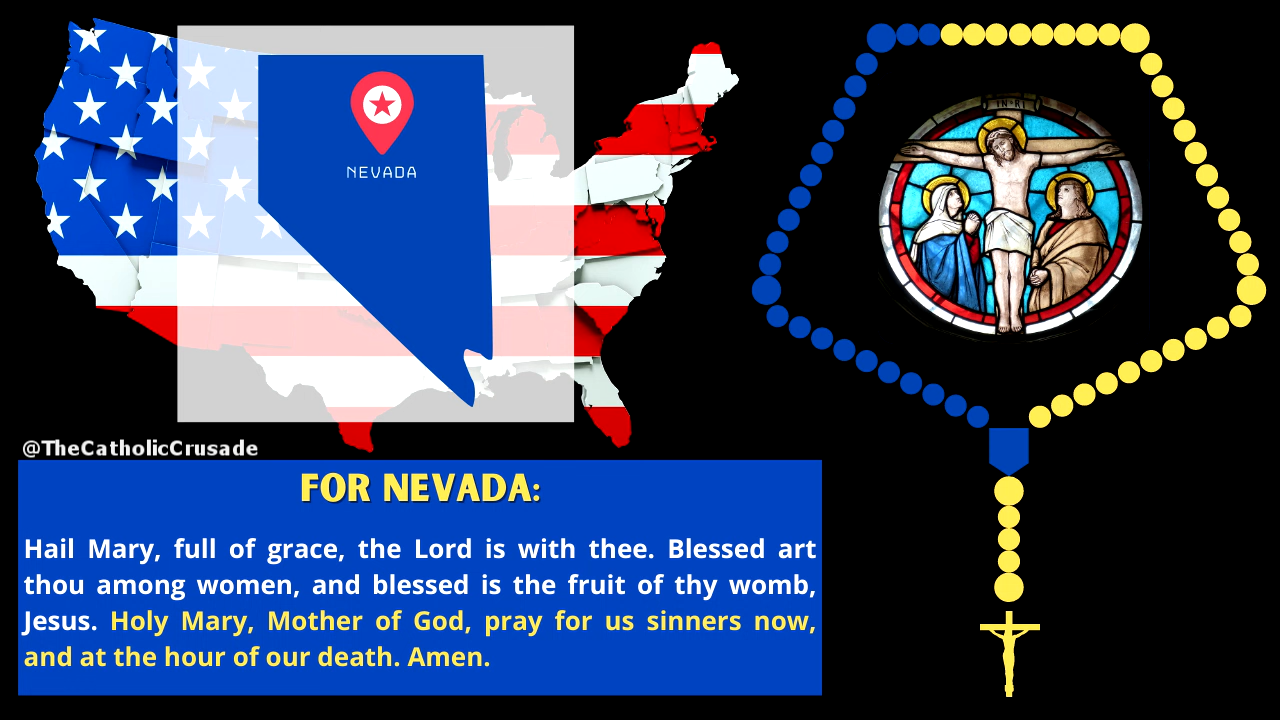 INRI
NEVADA
@TheCatholicCrusade
FOR NEVADA:
Hail Mary, full of grace, the Lord is with thee. Blessed art
thou among women, and blessed is the fruit of thy womb,
Jesus. Holy Mary, Mother of God, pray for us sinners now,
and at the hour of our death. Amen.